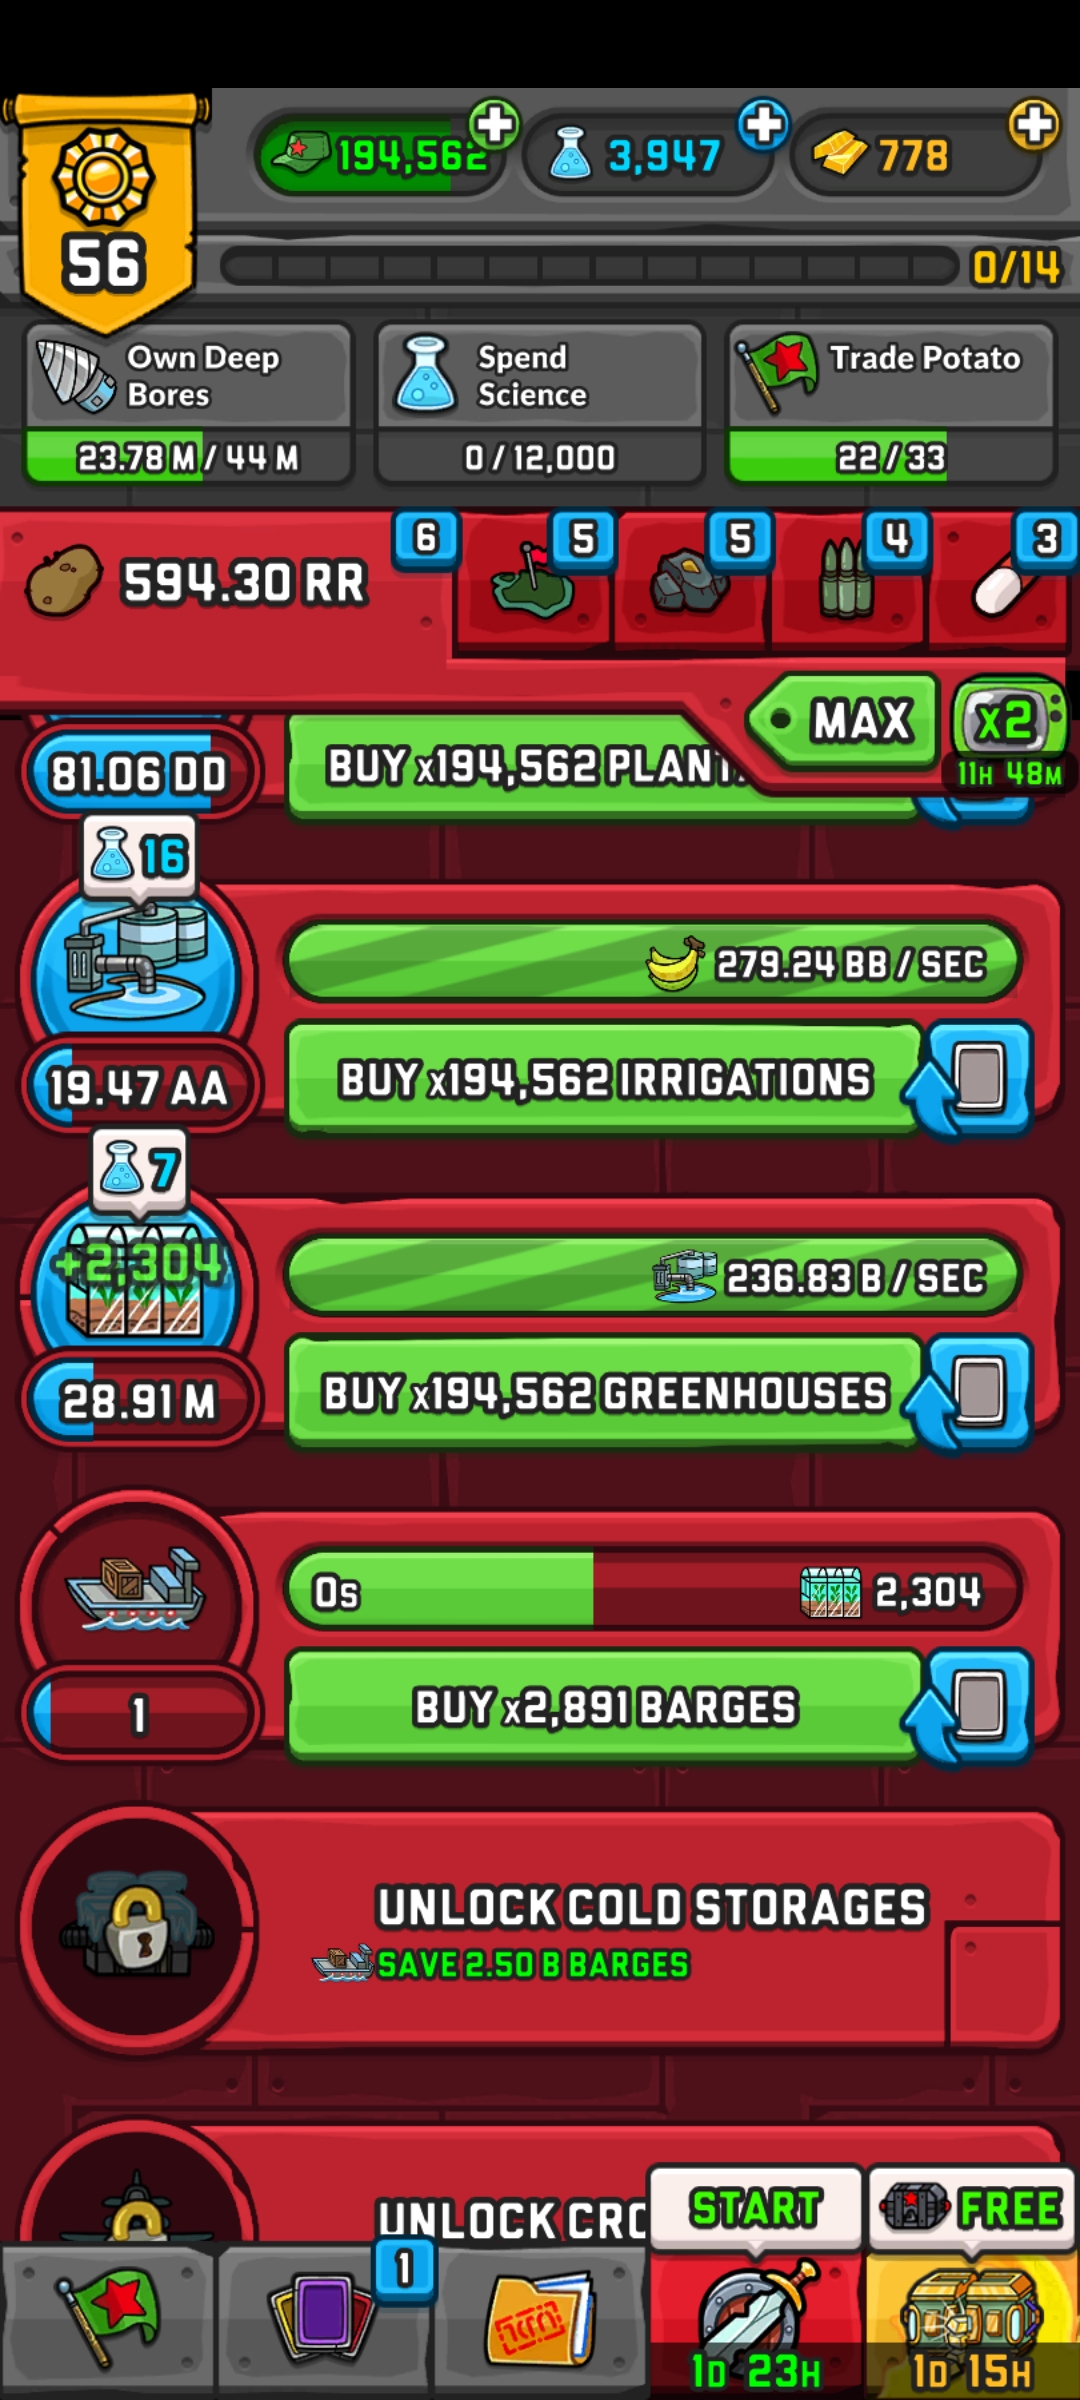 194,562
3,947
778
56
0/14
Own Deep
Bores
Spend
Science
Trade Potato
23.78 M / 44 M
0 / 12,000
22 / 33
594.30 RR
6
5
5
4
3
MAX
x2
11H 48M
81.06 DD
BUY x194,562
16
279.24 BB / SEC
19.47 AA
BUY x194,562 IRRIGATIONS
7
+2,304
236.83 B / SEC
28.91 M
BUY x194,562 GREENHOUSES
0s
2,304
1
BUY x2,891 BARGES
UNLOCK COLD STORAGES
SAVE 2.50 B BARGES
UNLOCK
START
FREE
1
1D 23H
1D 15H